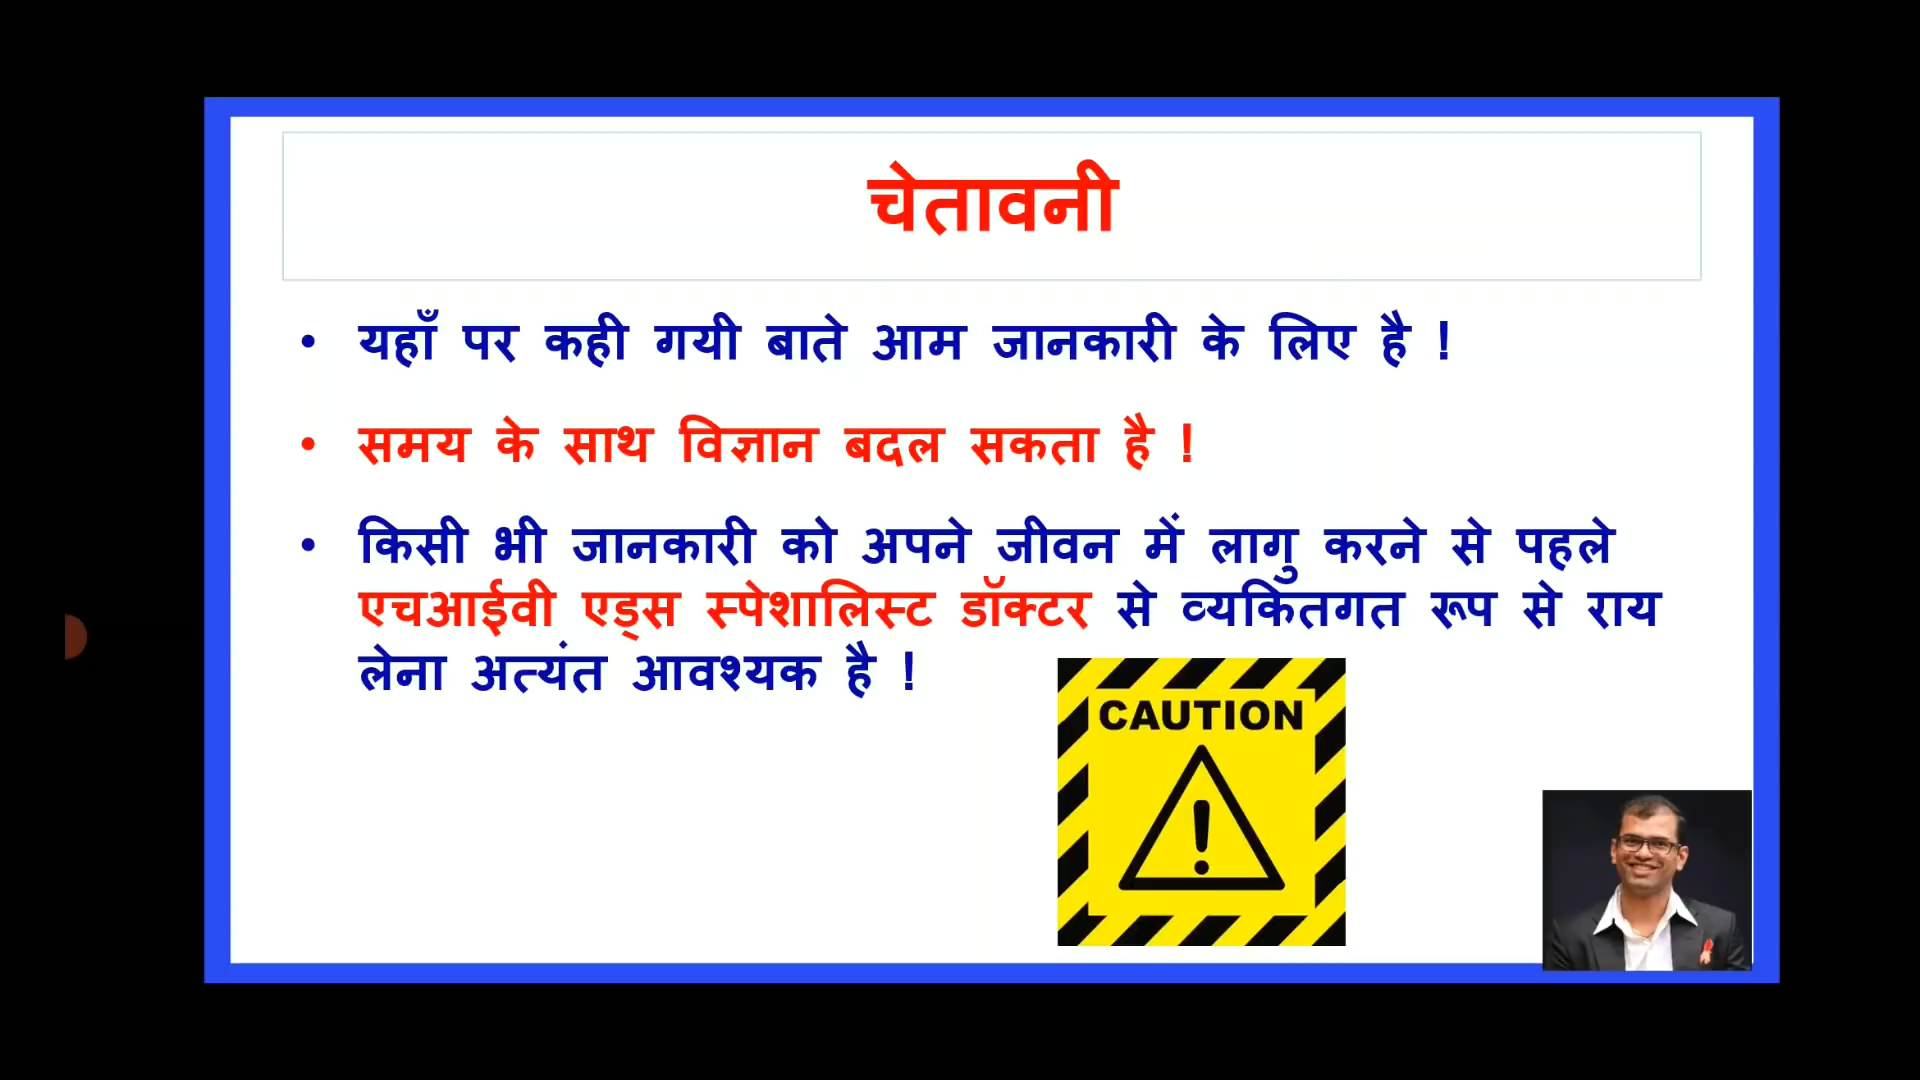 चेतावनी
• यहाँ पर कही गयी बाते आम जानकारी के लिए है !
• समय के साथ विज्ञान बदल सकता है !
• किसी भी जानकारी को अपने जीवन में लागु करने से पहले
एचआईवी एड्स स्पेशालिस्ट डॉक्टर से व्यकितगत रूप से राय
लेना अत्यंत आवश्यक है !
CAUTION
!